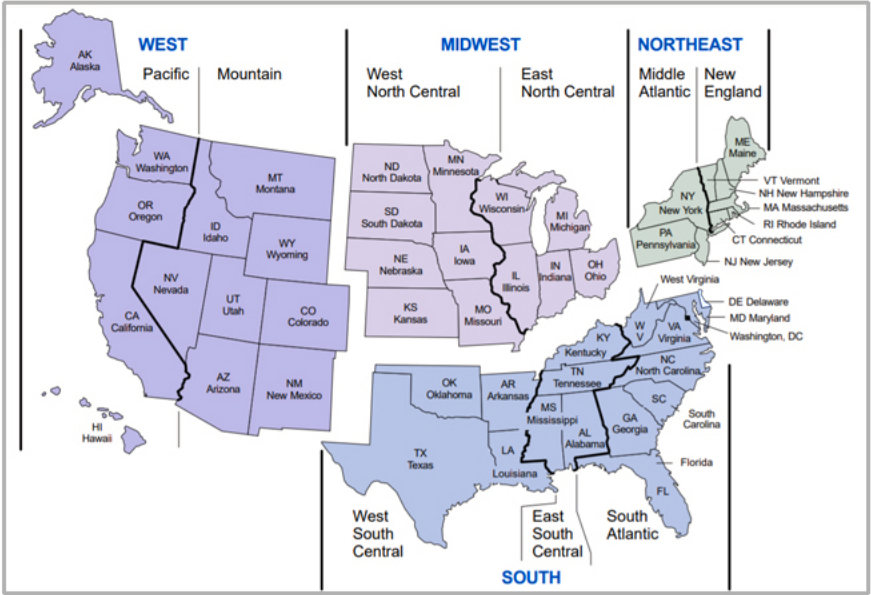 WEST
MIDWEST
NORTHEAST
Pacific
Mountain
West
North Central
East
North Central
Middle
Atlantic
New
England
AK
Alaska
WA
Washington
OR
Oregon
CA
California
HI
Hawaii
MT
Montana
ID
Idaho
WY
Wyoming
NV
Nevada
UT
Utah
CO
Colorado
AZ
Arizona
NM
New Mexico
ND
North Dakota
MN
Minnesota
SD
South Dakota
NE
Nebraska
IA
Iowa
KS
Kansas
MO
Missouri
WI
Wisconsin
MI
Michigan
IL
Illinois
IN
Indiana
OH
Ohio
ME
Maine
NY
New York
PA
Pennsylvania
VT Vermont
NH New Hampshire
MA Massachusetts
RI Rhode Island
CT Connecticut
NJ New Jersey
West Virginia
DE Delaware
MD Maryland
Washington, DC
W
V
VA
Virginia
KY
Kentucky
NC
North Carolina
TN
Tennessee
OK
Oklahoma
AR
Arkansas
SC
South
Carolina
MS
Mississippi
AL
Alabama
GA
Georgia
TX
Texas
LA
Louisiana
Florida
FL
West
South
Central
East
South
Central
South
Atlantic
SOUTH